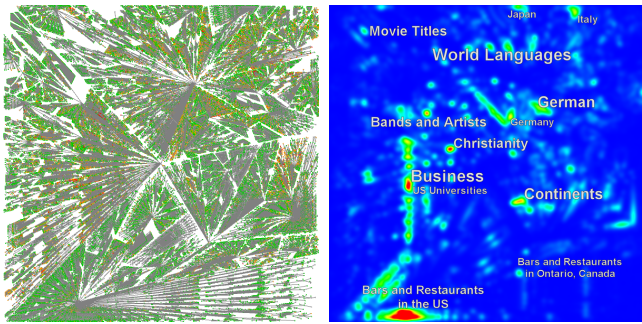 Japan
Italy
Movie Titles
World Languages
German
Bands and Artists
Germany
Christianity
Business
US Universities
Continents
Bars and Restaurants
in Ontario, Canada
Bars and Restaurants
in the US